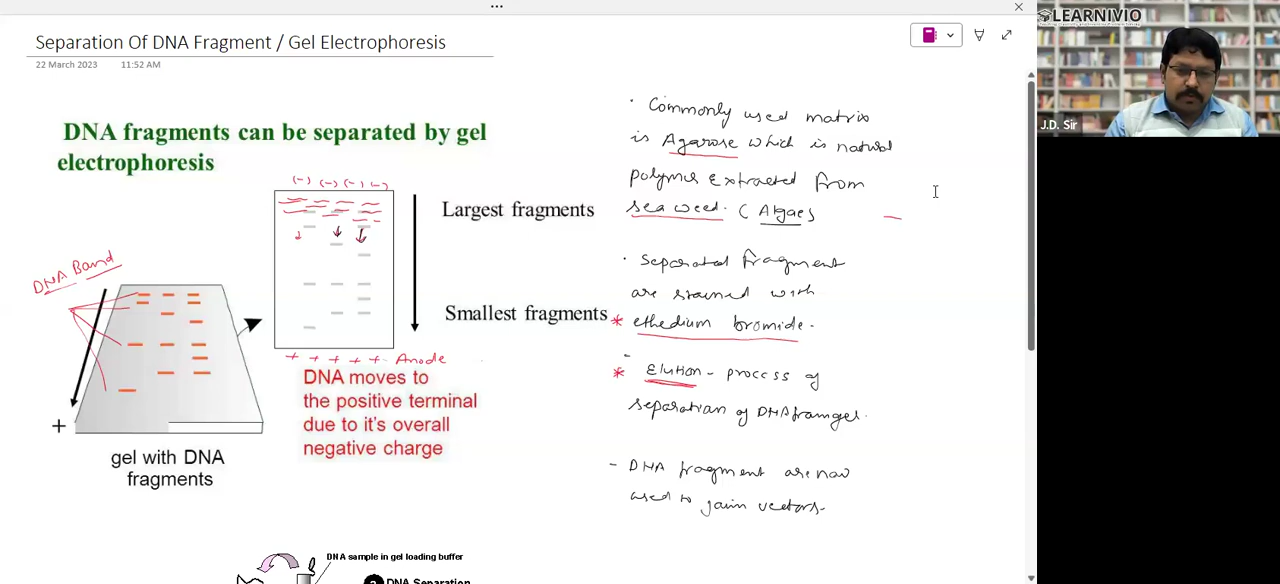 LEARNIVIO
Separation Of DNA Fragment / Gel Electrophoresis
22 March 2023 11:52 AM
J.D. Sir
DNA fragments can be separated by gel
electrophoresis
(-) (-) (-) (-)
Largest fragments
DNA Band
Smallest fragments
+ + + + + Anode
DNA moves to
the positive terminal
due to it's overall
negative charge
+
gel with DNA
fragments
· Commonly used matrix
is Agarose which is natural
polymer extracted from
sea weed. ( Algaes
· Separated fragment
are stained with
* ethedium bromide.
* Elution - process of
separation of DNA from gel.
- DNA fragment are now
used to join vectors.
DNA sample in gel loading buffer
DNA Separation